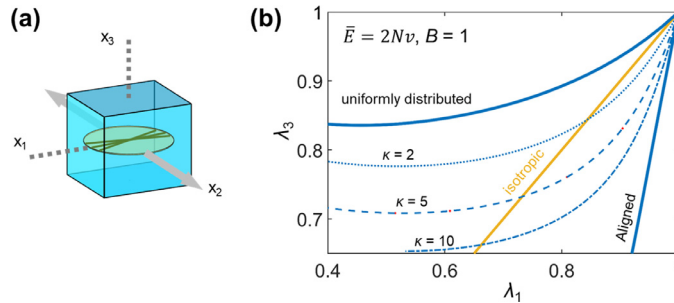 (a)
x₃
x₁
x₂
(b)
Ē = 2Nv, B = 1
uniformly distributed
κ = 2
isotropic
κ = 5
κ = 10
Aligned
λ₃
1
0.9
0.8
0.7
0.4
0.6
0.8
λ₁